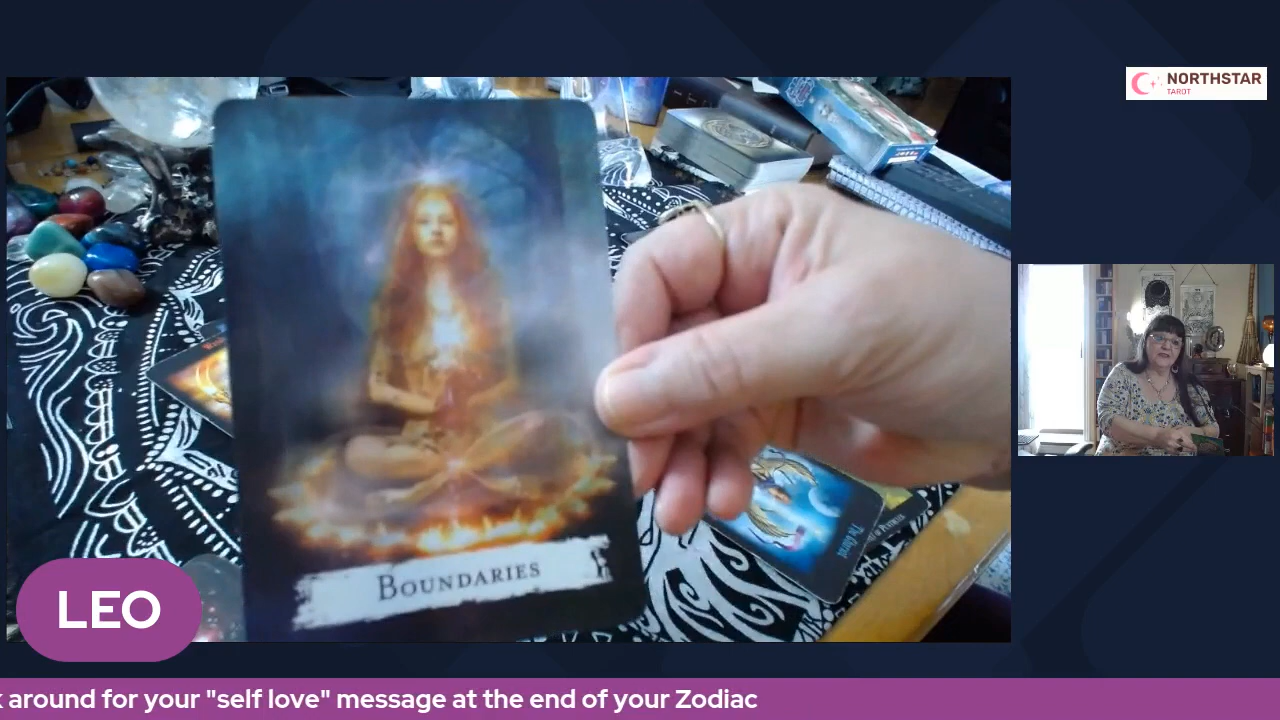 NORTHSTAR
TAROT
BOUNDARIES
LEO
around for your "self love" message at the end of your Zodiac